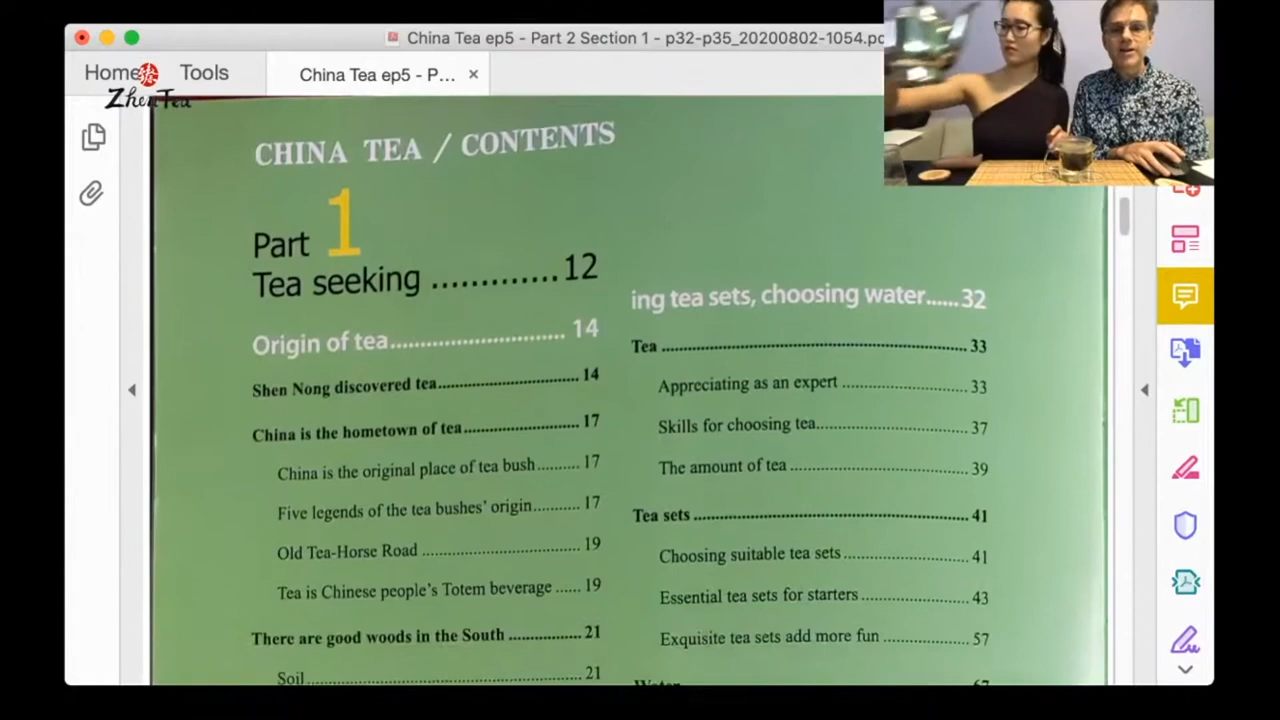 China Tea ep5 - Part 2 Section 1 - p32-p35_20200802-1054.pc
Home
Tools
China Tea ep5 - P... ×
臻
ZhenTea
CHINA TEA / CONTENTS
Part 1
Tea seeking .............12
Origin of tea............................ 14
Shen Nong discovered tea............................ 14
China is the hometown of tea....................... 17
China is the original place of tea bush......... 17
Five legends of the tea bushes' origin.......... 17
Old Tea-Horse Road ................................ 19
Tea is Chinese people's Totem beverage ...... 19
There are good woods in the South .............. 21
Soil........................................................ 21
ing tea sets, choosing water......32
Tea ............................................................ 33
Appreciating as an expert ........................ 33
Skills for choosing tea............................. 37
The amount of tea .................................. 39
Tea sets ...................................................... 41
Choosing suitable tea sets ........................ 41
Essential tea sets for starters ..................... 43
Exquisite tea sets add more fun ................. 57
Water 67